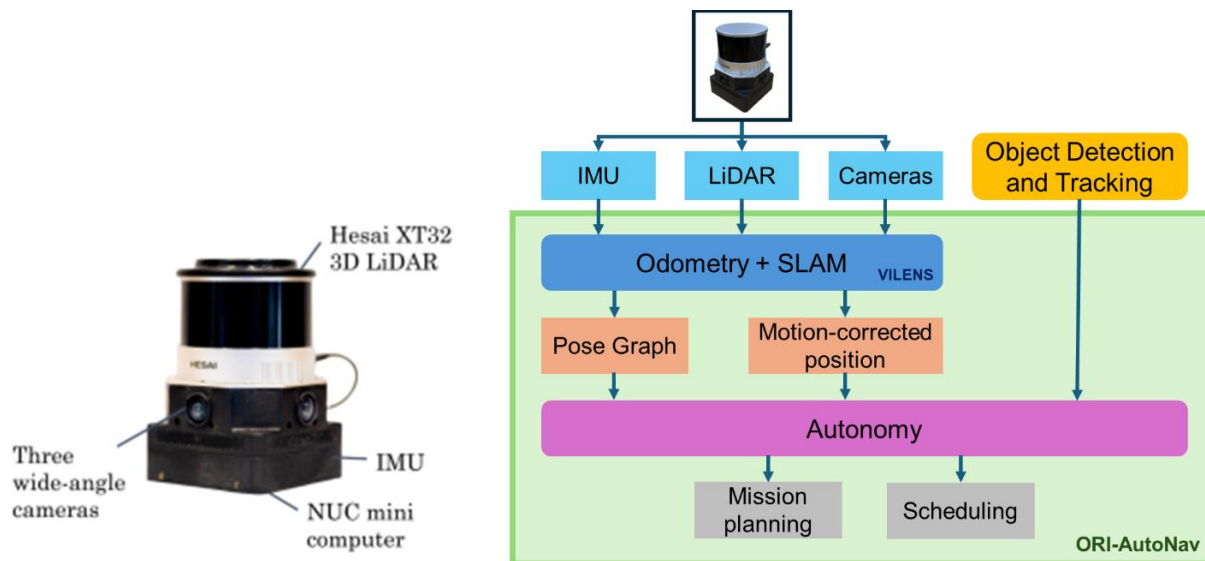 Hesai XT32
3D LiDAR
HESAI
Three
wide-angle
cameras
IMU
NUC mini
computer
IMU
LiDAR
Cameras
Object Detection
and Tracking
Odometry + SLAM
VILENS
Pose Graph
Motion-corrected
position
Autonomy
Mission
planning
Scheduling
ORI-AutoNav